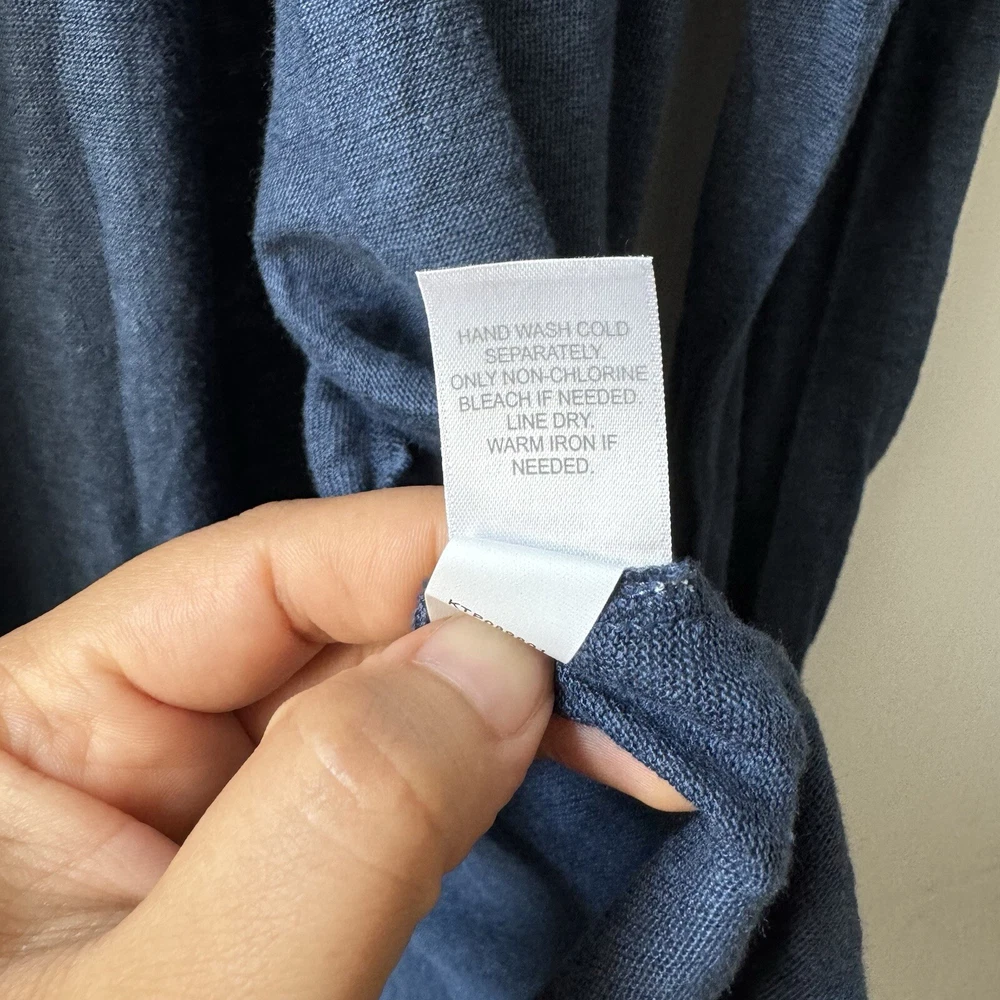 HAND WASH COLD
SEPARATELY.
ONLY NON-CHLORINE
BLEACH IF NEEDED.
LINE DRY.
WARM IRON IF
NEEDED.